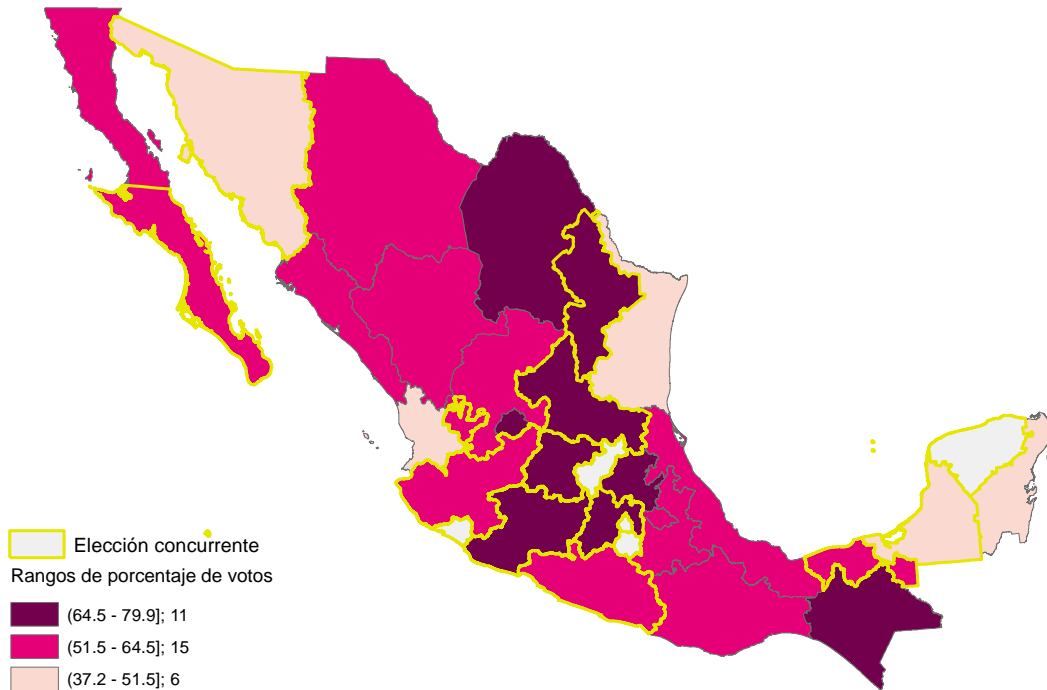 Elección concurrente
Rangos de porcentaje de votos
(64.5 - 79.9]; 11
(51.5 - 64.5]; 15
(37.2 - 51.5]; 6